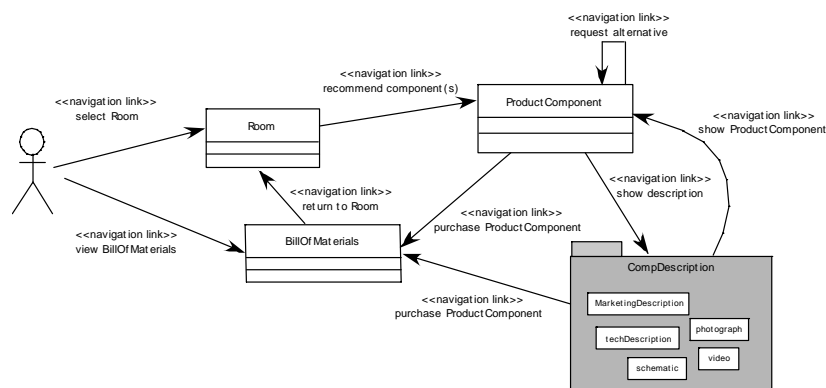 <<navigation link>>
request alternative
<<navigation link>>
recommend component(s)
<<navigation link>>
select Room
ProductComponent
<<navigation link>>
show ProductComponent
Room
<<navigation link>>
show description
<<navigation link>>
return to Room
<<navigation link>>
purchase ProductComponent
<<navigation link>>
view BillOfMaterials
BillOfMaterials
CompDescription
<<navigation link>>
purchase ProductComponent
MarketingDescription
photograph
techDescription
video
schematic